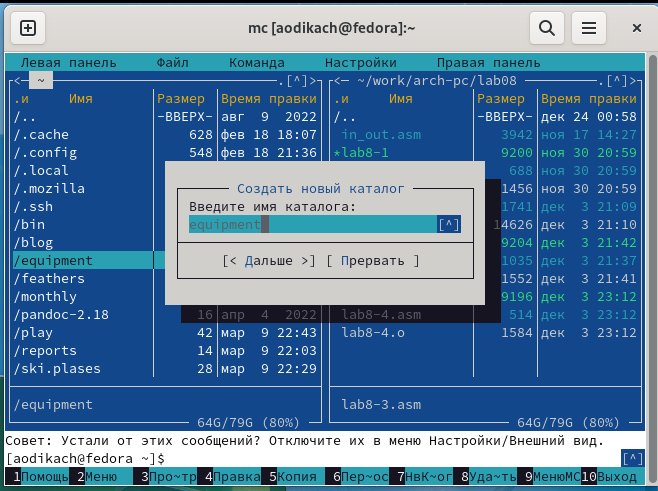 mc [aodikach@fedora]:~
Левая панель Файл Команда Настройки Правая панель
<─ ~ ─.[^]> <─ ~/work/arch-pc/lab08 ─.[^]>
.и Имя Размер Время правки .и Имя Размер Время правки
/.. -ВВЕРХ- авг 9 2022 /.. -ВВЕРХ- дек 24 00:58
/.cache 628 фев 18 18:07 in_out.asm 3942 ноя 17 14:27
/.config 548 фев 18 21:36 *lab8-1 9200 ноя 30 20:59
/.local 688 ноя 30 20:59
/.mozilla Создать новый каталог 1456 ноя 30 20:59
/.ssh Введите имя каталога: 1741 дек 3 21:09
/bin equipment [^] 14626 дек 3 21:10
/blog 9204 дек 3 21:42
/equipment [< Дальше >] [ Прервать ] 1035 дек 3 21:37
/feathers 1552 дек 3 21:41
/monthly 9196 дек 3 23:12
/pandoc-2.18 16 апр 4 2022 lab8-4.asm 514 дек 3 23:12
/play 42 мар 9 22:43 lab8-4.o 1584 дек 3 23:12
/reports 14 мар 9 22:03
/ski.plases 28 мар 9 22:29
/equipment lab8-3.asm
64G/79G (80%) 64G/79G (80%)
Совет: Устали от этих сообщений? Отключите их в меню Настройки/Внешний вид.
[aodikach@fedora ~]$ [^]
1Помощь 2Меню 3Про~тр 4Правка 5Копия 6Пер~ос 7НвК~ог 8Уда~ть 9МенюМС 10Выход